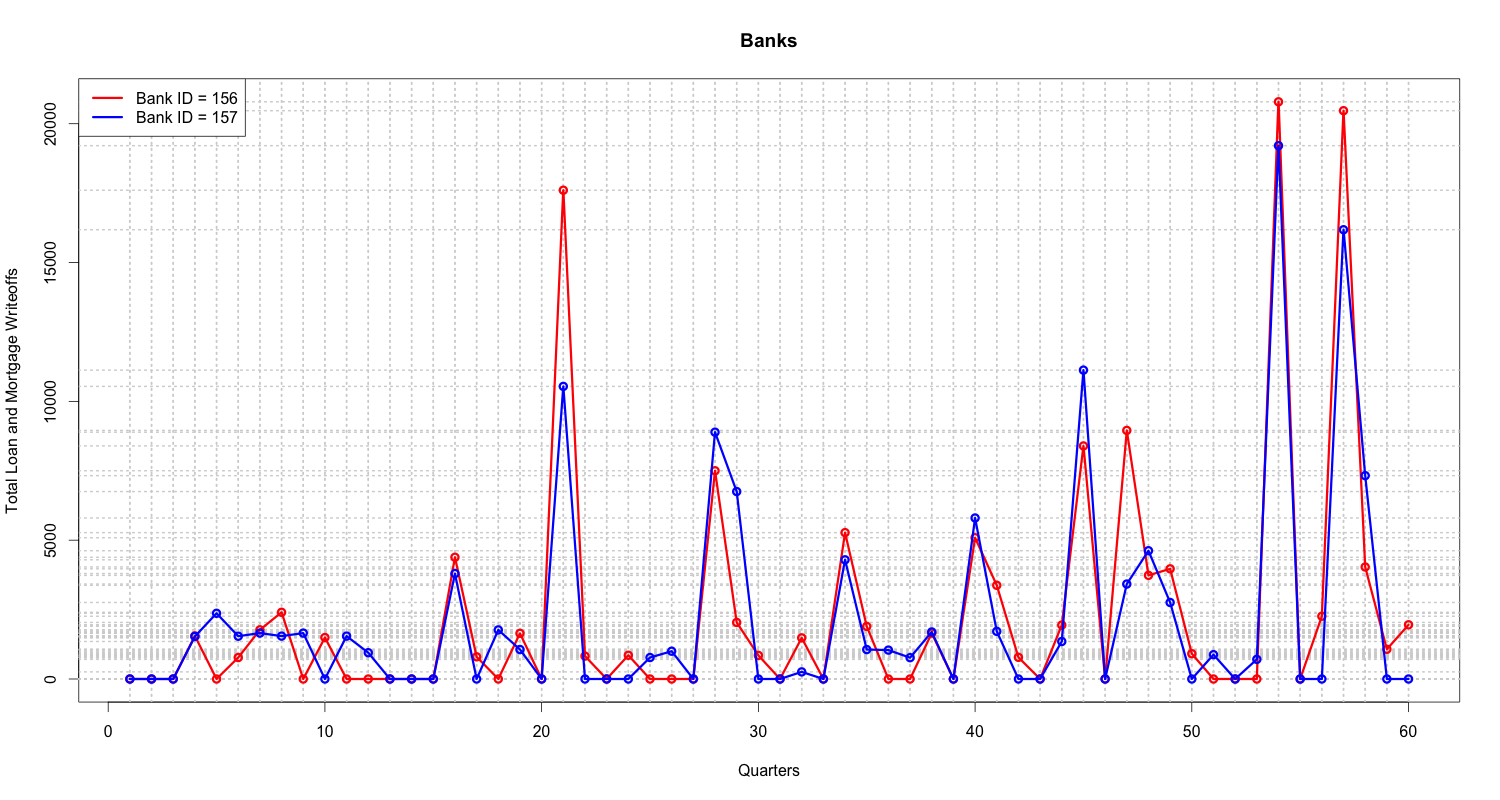 Banks
Bank ID = 156
Bank ID = 157
Total Loan and Mortgage Writeoffs
20000
15000
10000
5000
0
0 10 20 30 40 50 60
Quarters